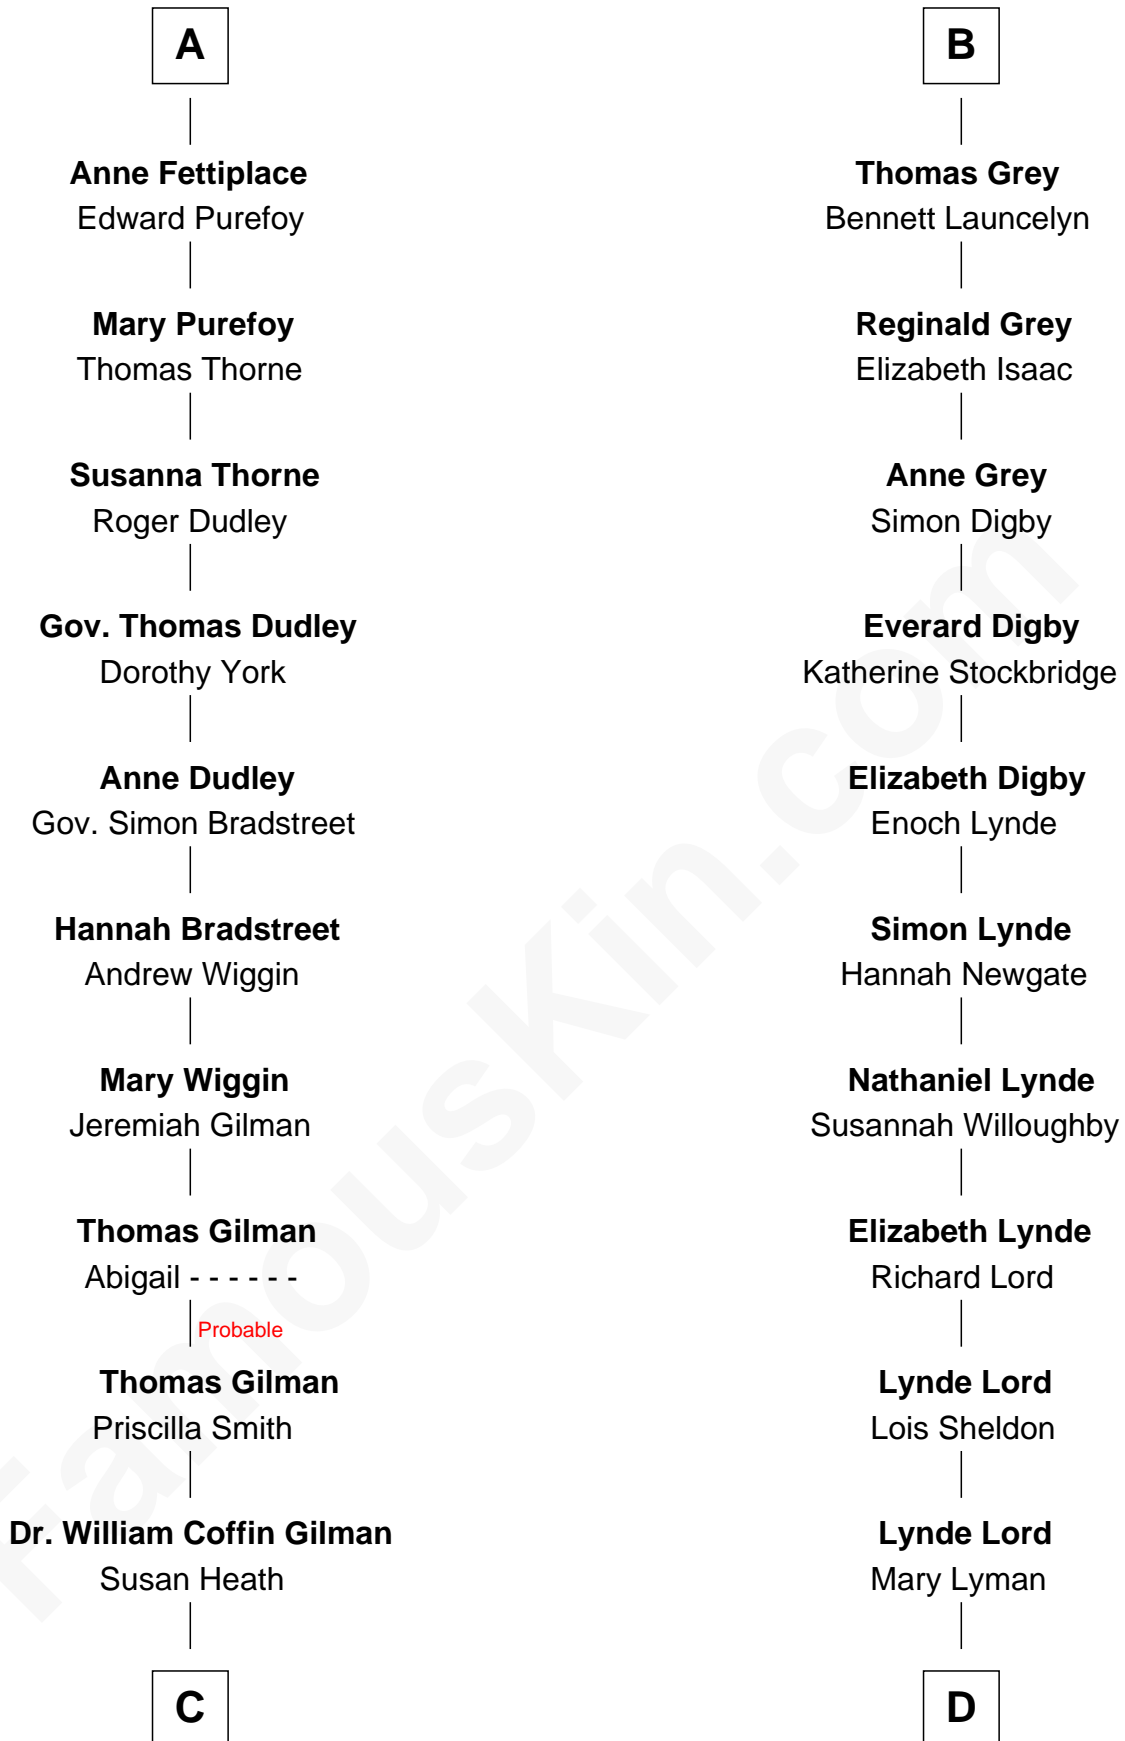 A
Anne Fettiplace
Edward Purefoy
Mary Purefoy
Thomas Thorne
Susanna Thorne
Roger Dudley
Gov. Thomas Dudley
Dorothy York
Anne Dudley
Gov. Simon Bradstreet
Hannah Bradstreet
Andrew Wiggin
Mary Wiggin
Jeremiah Gilman
Thomas Gilman
Abigail - - - - - -
Probable
Thomas Gilman
Priscilla Smith
Dr. William Coffin Gilman
Susan Heath
C
B
Thomas Grey
Bennett Launcelyn
Reginald Grey
Elizabeth Isaac
Anne Grey
Simon Digby
Everard Digby
Katherine Stockbridge
Elizabeth Digby
Enoch Lynde
Simon Lynde
Hannah Newgate
Nathaniel Lynde
Susannah Willoughby
Elizabeth Lynde
Richard Lord
Lynde Lord
Lois Sheldon
Lynde Lord
Mary Lyman
D
FamousKin.com